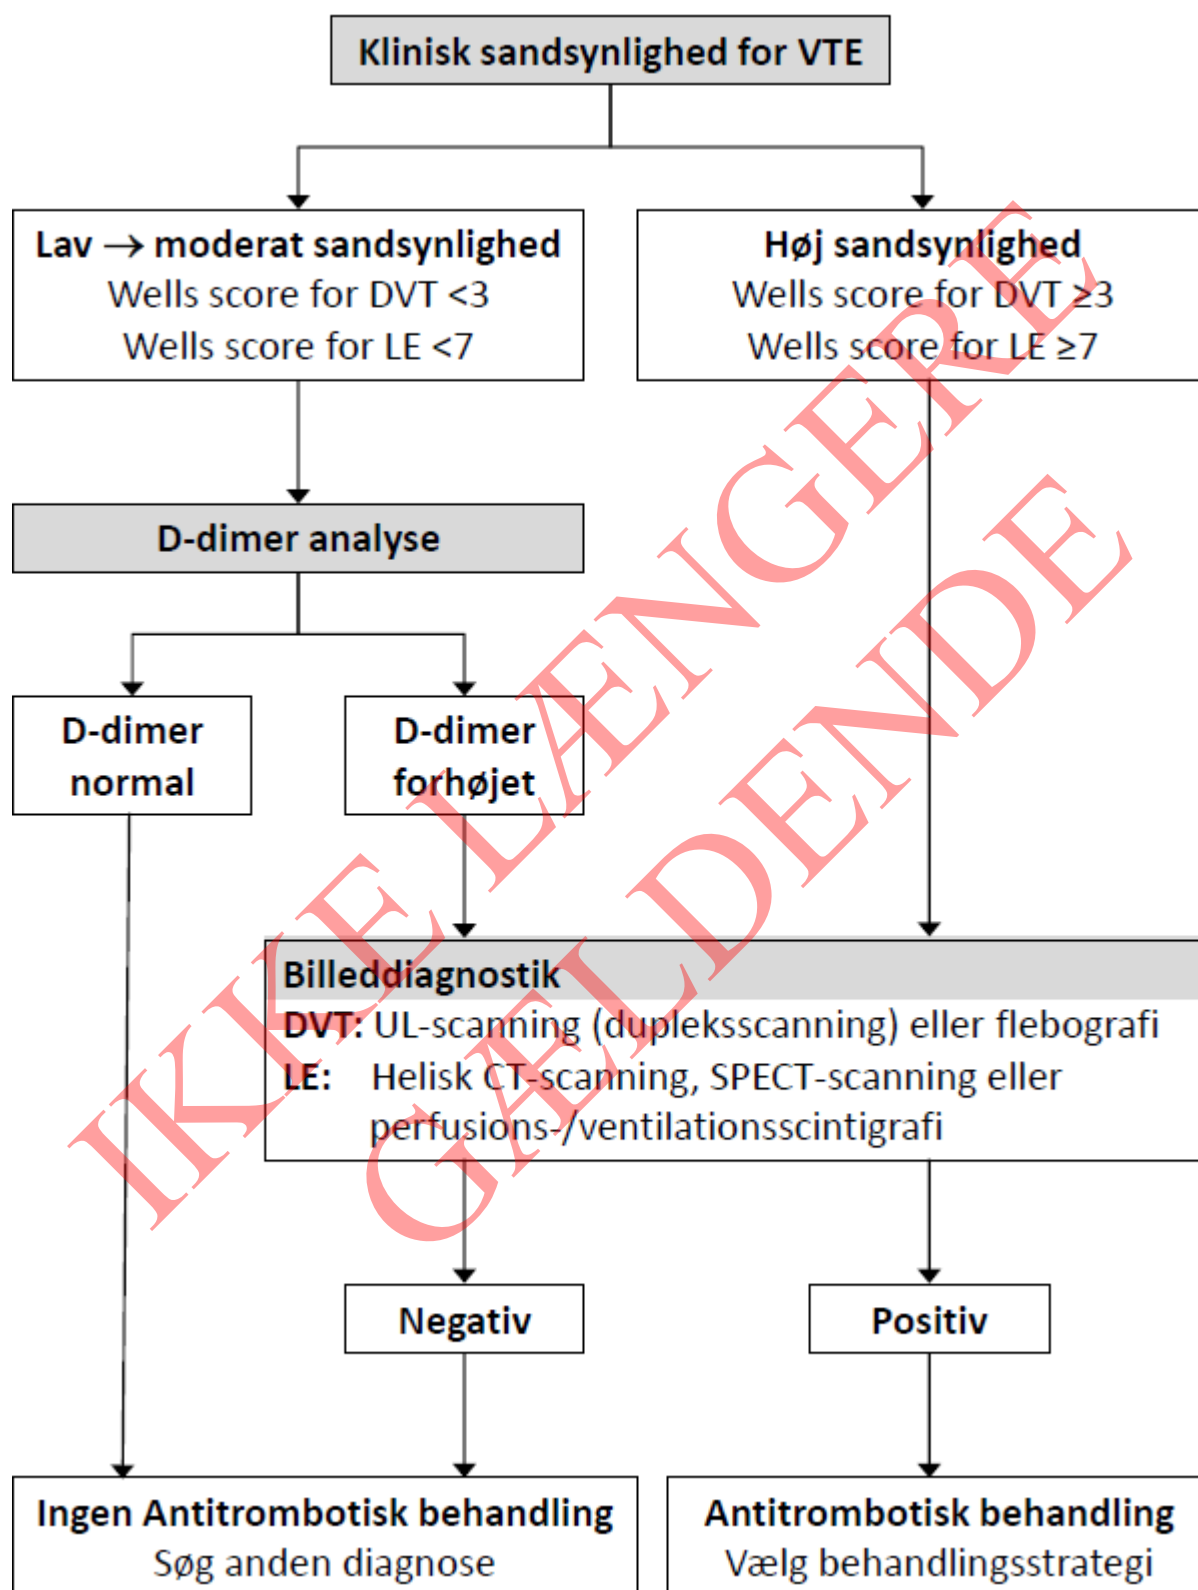 Klinisk sandsynlighed for VTE
Lav → moderat sandsynlighed
Wells score for DVT <3
Wells score for LE <7
Høj sandsynlighed
Wells score for DVT ≥3
Wells score for LE ≥7
D-dimer analyse
D-dimer
normal
D-dimer
forhøjet
Billeddiagnostik
DVT: UL-scanning (dupleksscanning) eller flebografi
LE: Helisk CT-scanning, SPECT-scanning eller
perfusions-/ventilationsscintigrafi
Negativ
Positiv
Ingen Antitrombotisk behandling
Søg anden diagnose
Antitrombotisk behandling
Vælg behandlingsstrategi
IKKE LÆNGERE
GÆLDENDE